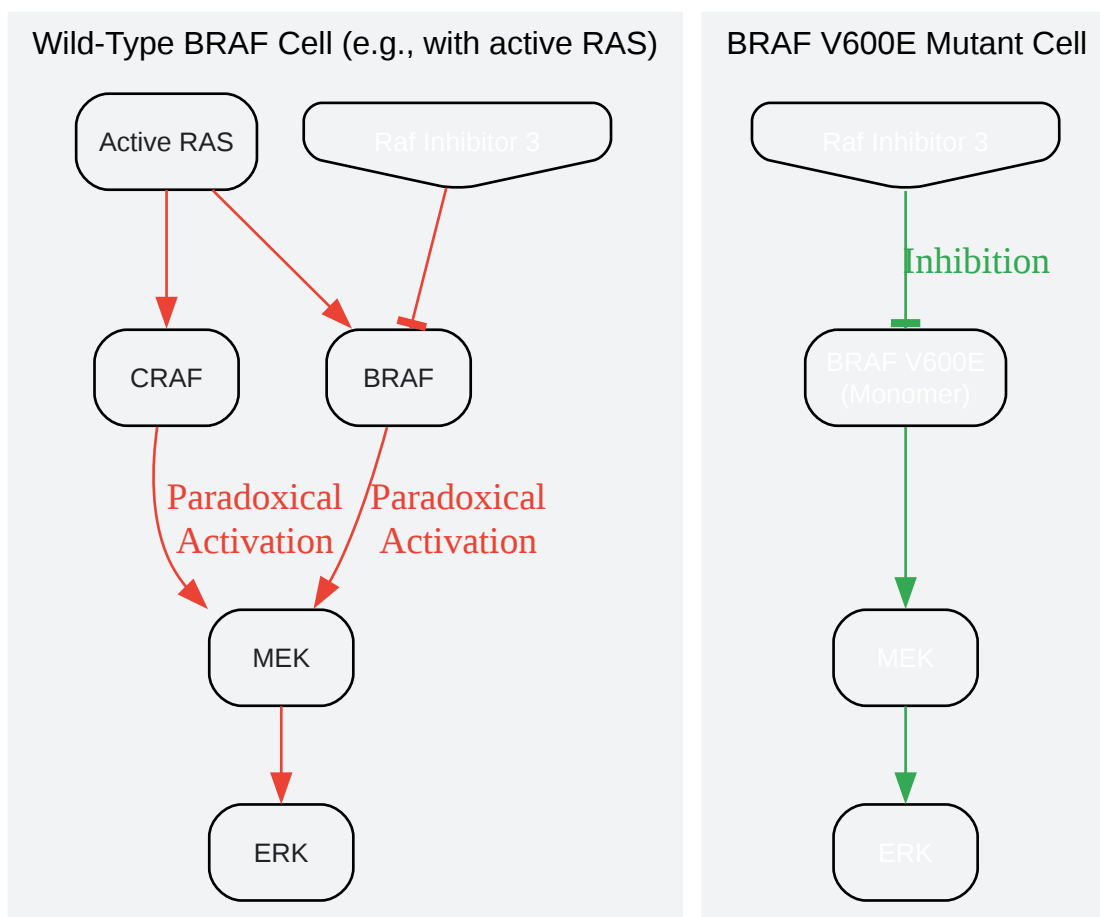 Wild-Type BRAF Cell (e.g., with active RAS)
Active RAS
Raf Inhibitor 3
CRAF
BRAF
Paradoxical
Activation
Paradoxical
Activation
MEK
ERK
BRAF V600E Mutant Cell
Raf Inhibitor 3
Inhibition
BRAF V600E
(Monomer)
MEK
ERK